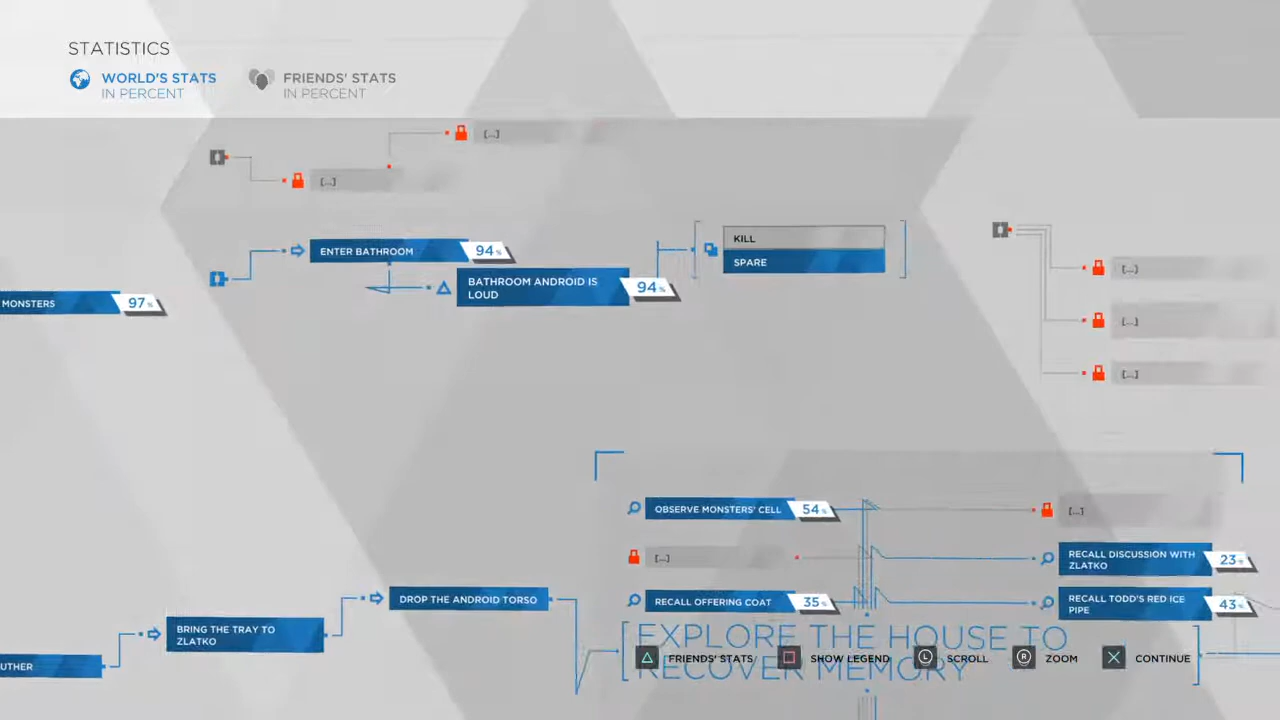 STATISTICS
WORLD'S STATS
IN PERCENT
FRIENDS' STATS
IN PERCENT
[...]
[...]
ENTER BATHROOM 94%
KILL
SPARE
BATHROOM ANDROID IS
LOUD
94%
MONSTERS 97%
[...]
[...]
[...]
OBSERVE MONSTERS' CELL 54%
[...]
[...]
RECALL DISCUSSION WITH
ZLATKO
23%
RECALL OFFERING COAT 35%
RECALL TODD'S RED ICE
PIPE
43%
DROP THE ANDROID TORSO
BRING THE TRAY TO
ZLATKO
UTHER
EXPLORE THE HOUSE TO
RECOVER MEMORY
FRIENDS' STATS
SHOW LEGEND
L SCROLL
R ZOOM
CONTINUE